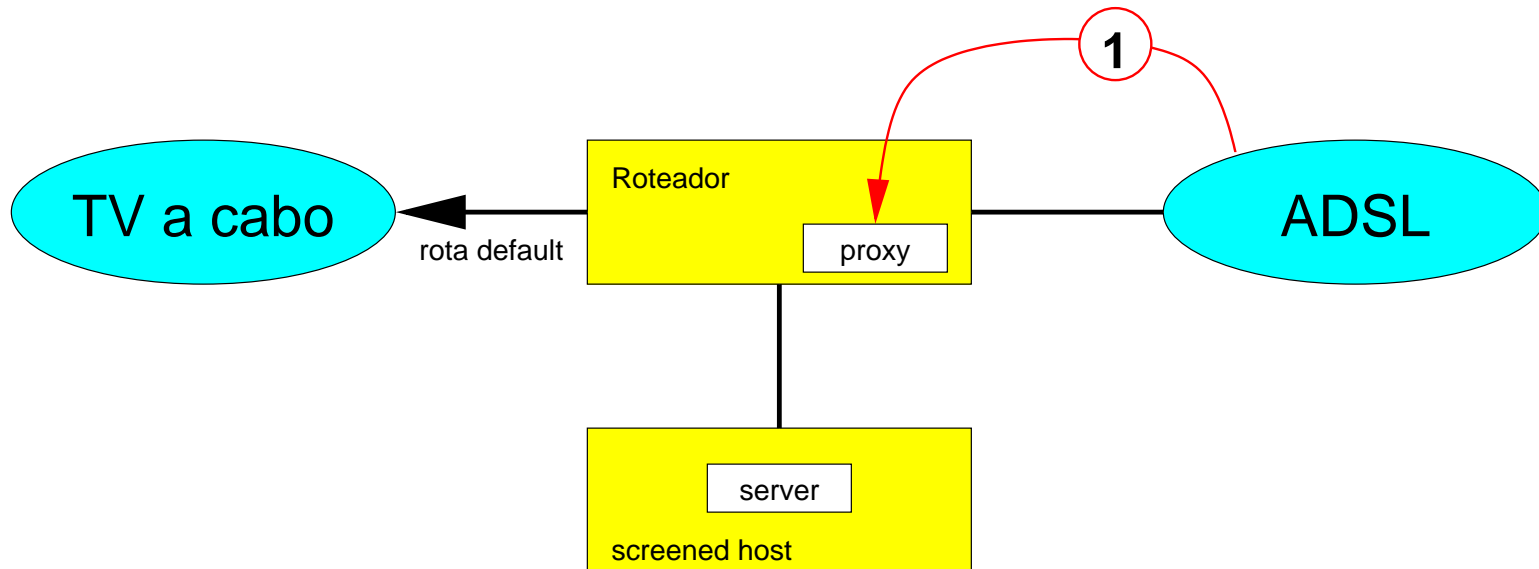 1
Roteador
TV a cabo
ADSL
rota default
proxy
server
screened host